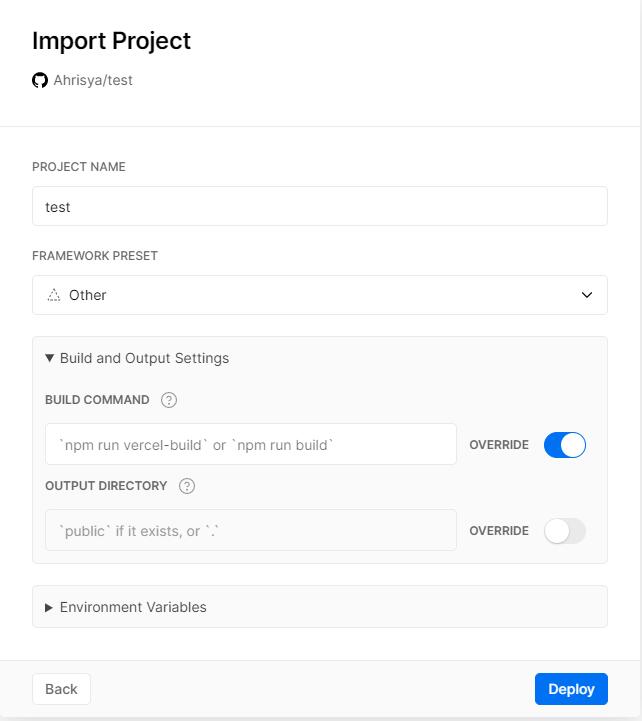 Import Project
Ahrisya/test
PROJECT NAME
test
FRAMEWORK PRESET
Other
Build and Output Settings
BUILD COMMAND ?
`npm run vercel-build` or `npm run build` OVERRIDE
OUTPUT DIRECTORY ?
`public` if it exists, or `.` OVERRIDE
Environment Variables
Back Deploy